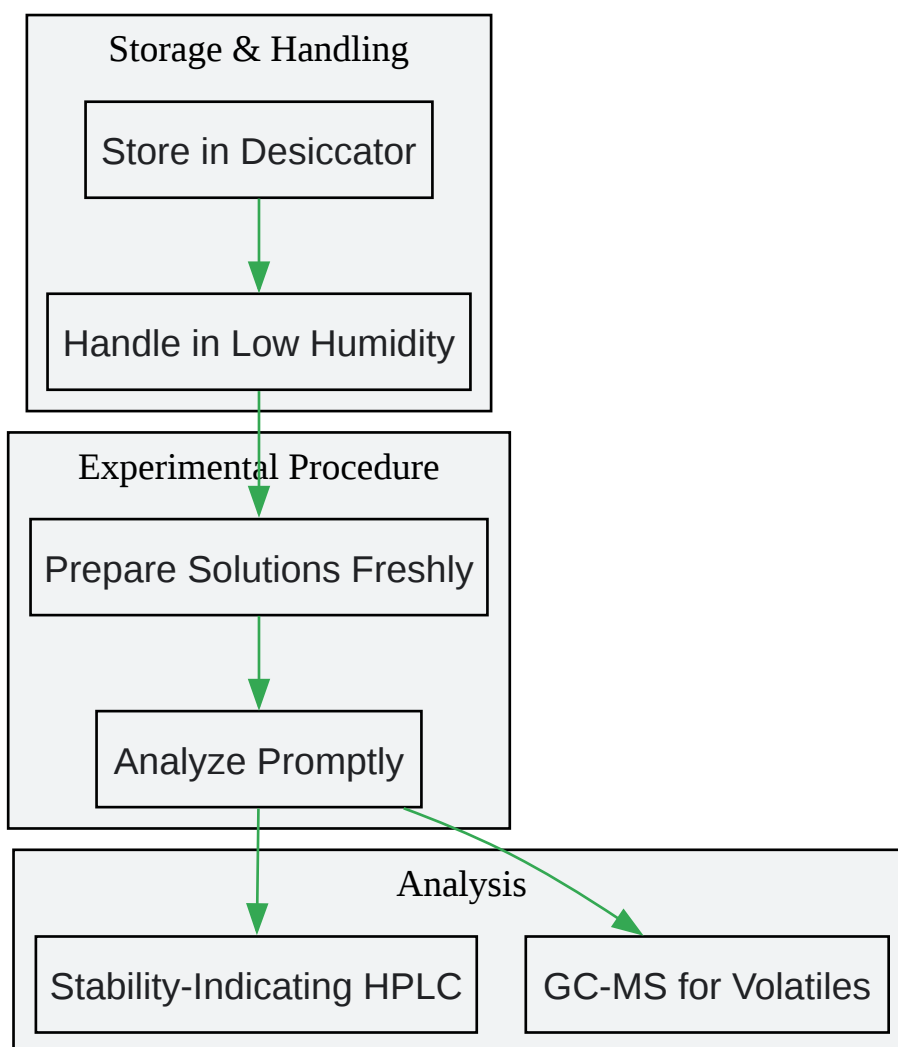 Storage & Handling
Store in Desiccator
Handle in Low Humidity
Experimental Procedure
Prepare Solutions Freshly
Analyze Promptly
Analysis
Stability-Indicating HPLC
GC-MS for Volatiles